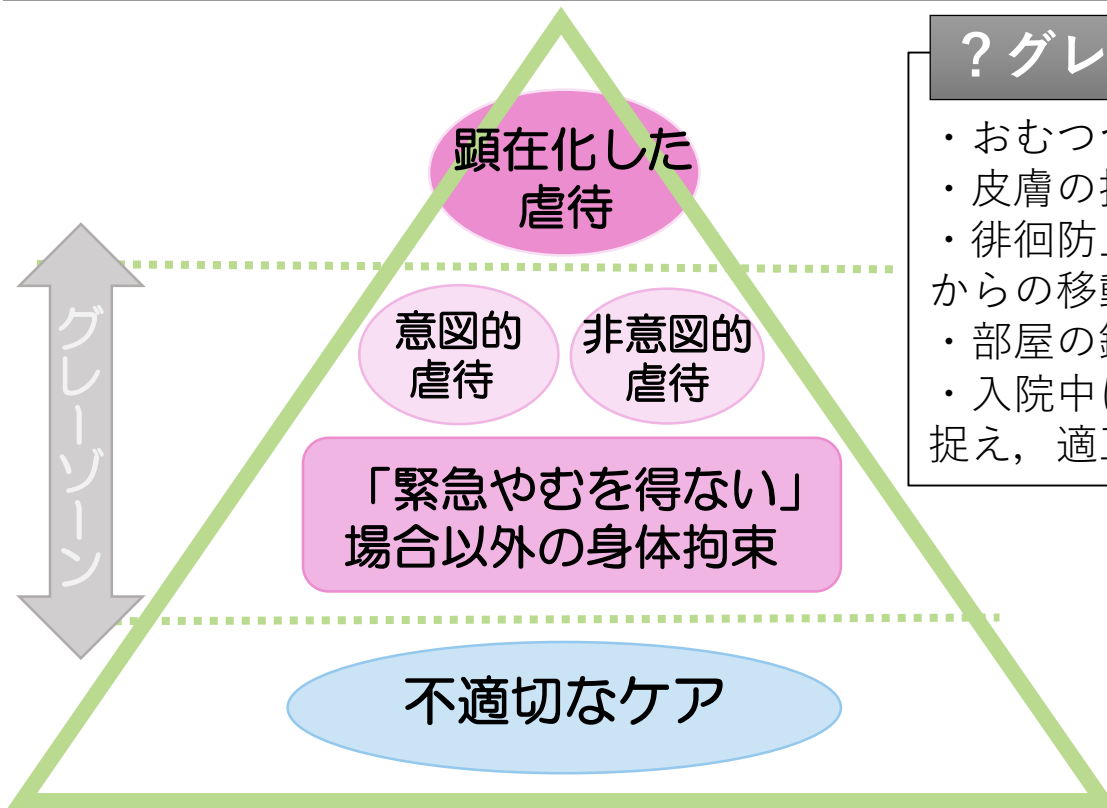 顕在化した
虐待
グレーゾーン
意図的
虐待
非意図的
虐待
「緊急やむを得ない」
場合以外の身体拘束
不適切なケア
？グレ
・おむつ
・皮膚の
・徘徊防
からの移
・部屋の
・入院中
捉え，適